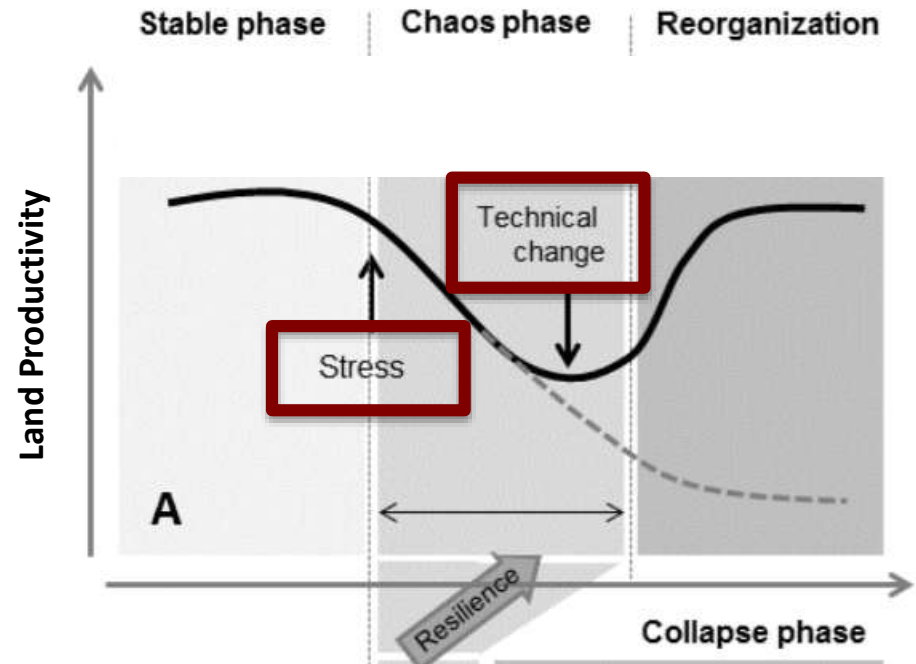 Stable phase
Chaos phase
Reorganization
Land Productivity
Technical
change
Stress
A
Resilience
Collapse phase